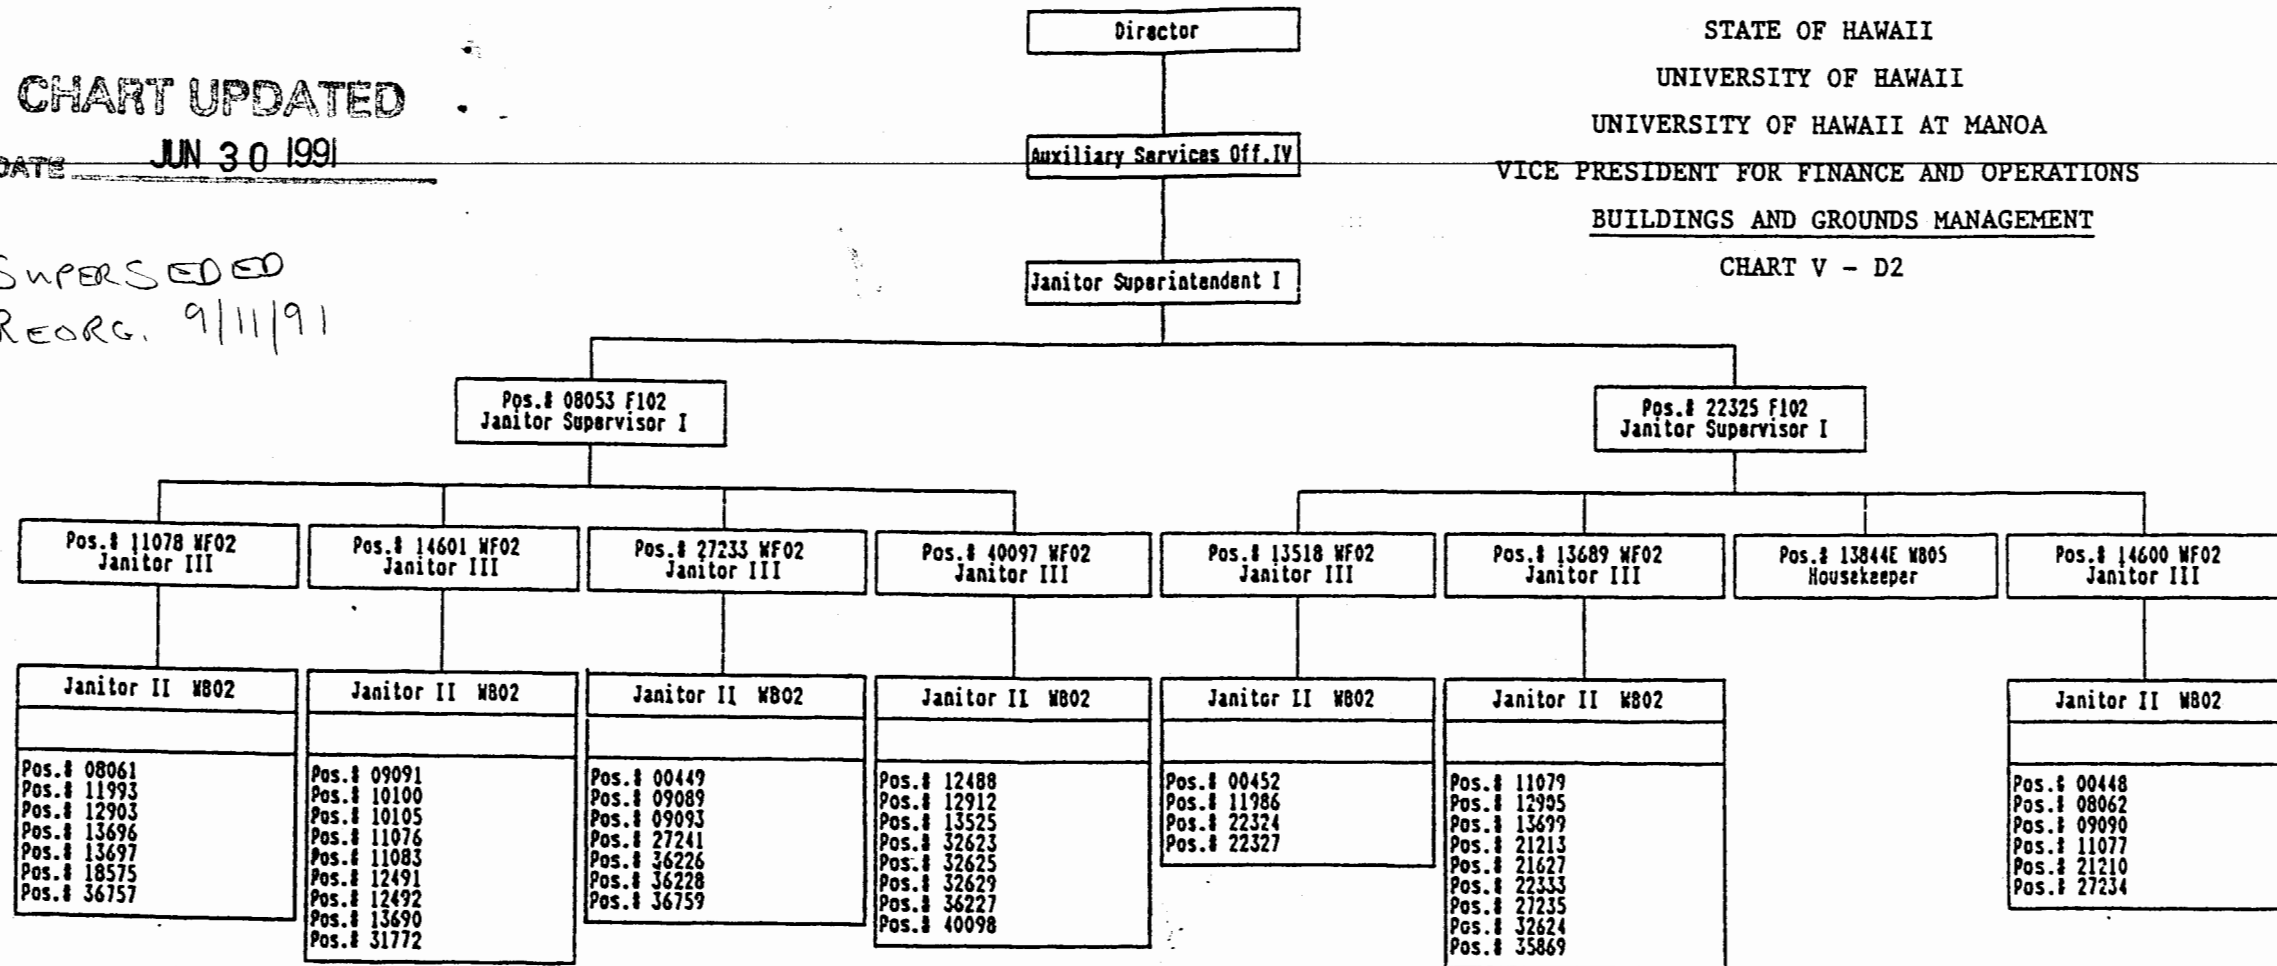 Director
STATE OF HAWAII
UNIVERSITY OF HAWAII
UNIVERSITY OF HAWAII AT MANOA
VICE PRESIDENT FOR FINANCE AND OPERATIONS
BUILDINGS AND GROUNDS MANAGEMENT
CHART V - D2
CHART UPDATED
DATE JUN 30 1991
SUPERSEDED
REORG. 9/11/91
Auxiliary Services Off.IV
Janitor Superintendent I
Pos.# 08053 F102
Janitor Supervisor I
Pos.# 22325 F102
Janitor Supervisor I
Pos.# 11078 WF02
Janitor III
Pos.# 14601 WF02
Janitor III
Pos.# 27233 WF02
Janitor III
Pos.# 40097 WF02
Janitor III
Pos.# 13518 WF02
Janitor III
Pos.# 13689 WF02
Janitor III
Pos.# 13844E WB05
Housekeeper
Pos.# 14600 WF02
Janitor III
Janitor II WB02
Pos.# 08061
Pos.# 11993
Pos.# 12903
Pos.# 13696
Pos.# 13697
Pos.# 18575
Pos.# 36757
Janitor II WB02
Pos.# 09091
Pos.# 10100
Pos.# 10105
Pos.# 11076
Pos.# 11083
Pos.# 12491
Pos.# 12492
Pos.# 13690
Pos.# 31772
Janitor II WB02
Pos.# 00449
Pos.# 09089
Pos.# 09093
Pos.# 27241
Pos.# 36226
Pos.# 36228
Pos.# 36759
Janitor II WB02
Pos.# 12488
Pos.# 12912
Pos.# 13525
Pos.# 32623
Pos.# 32625
Pos.# 32629
Pos.# 36227
Pos.# 40098
Janitor II WB02
Pos.# 00452
Pos.# 11986
Pos.# 22324
Pos.# 22327
Janitor II WB02
Pos.# 11079
Pos.# 12905
Pos.# 13699
Pos.# 21213
Pos.# 21627
Pos.# 22333
Pos.# 27235
Pos.# 32624
Pos.# 35869
Janitor II WB02
Pos.# 00448
Pos.# 08062
Pos.# 09090
Pos.# 11077
Pos.# 21210
Pos.# 27234